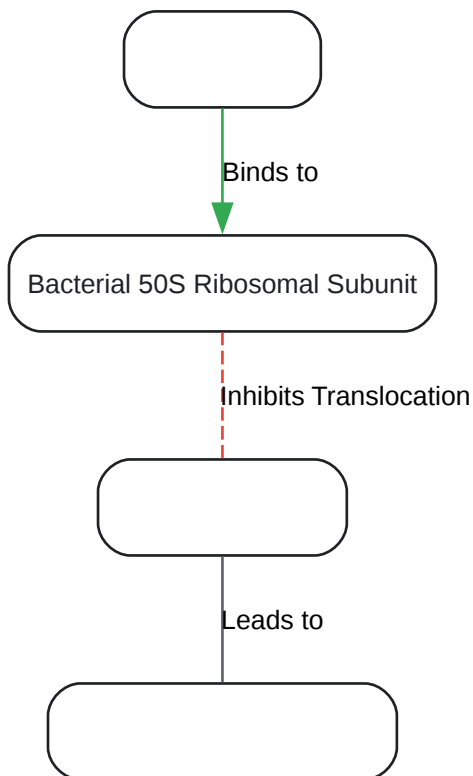 Binds to
Bacterial 50S Ribosomal Subunit
Inhibits Translocation
Leads to